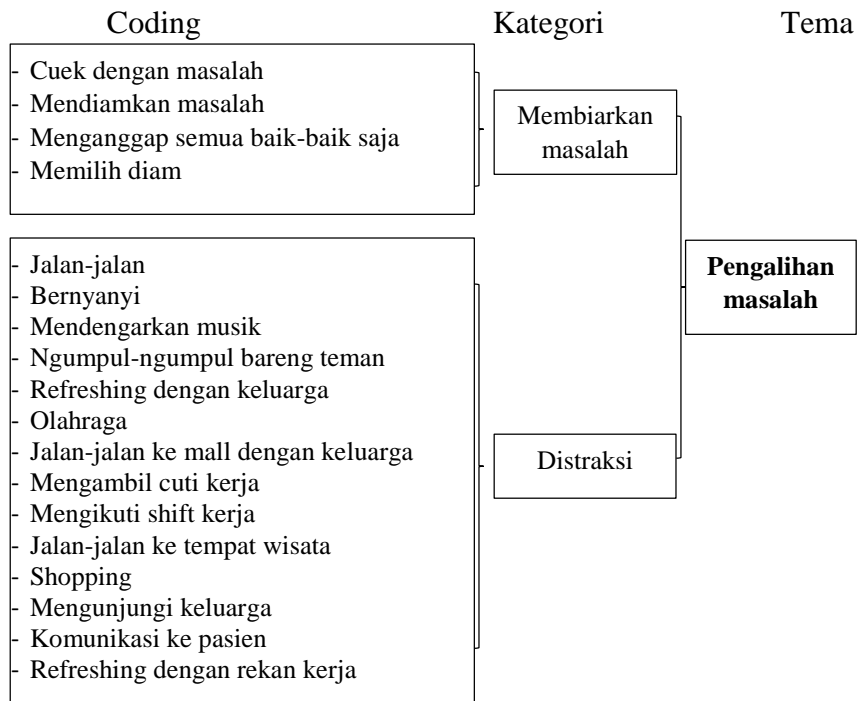 Coding Kategori Tema
- Cuek dengan masalah
- Mendiamkan masalah
- Menganggap semua baik-baik saja
- Memilih diam
Membiarkan
masalah
- Jalan-jalan
- Bernyanyi
- Mendengarkan musik
- Ngumpul-ngumpul bareng teman
- Refreshing dengan keluarga
- Olahraga
- Jalan-jalan ke mall dengan keluarga
- Mengambil cuti kerja
- Mengikuti shift kerja
- Jalan-jalan ke tempat wisata
- Shopping
- Mengunjungi keluarga
- Komunikasi ke pasien
- Refreshing dengan rekan kerja
Distraksi
Pengalihan
masalah